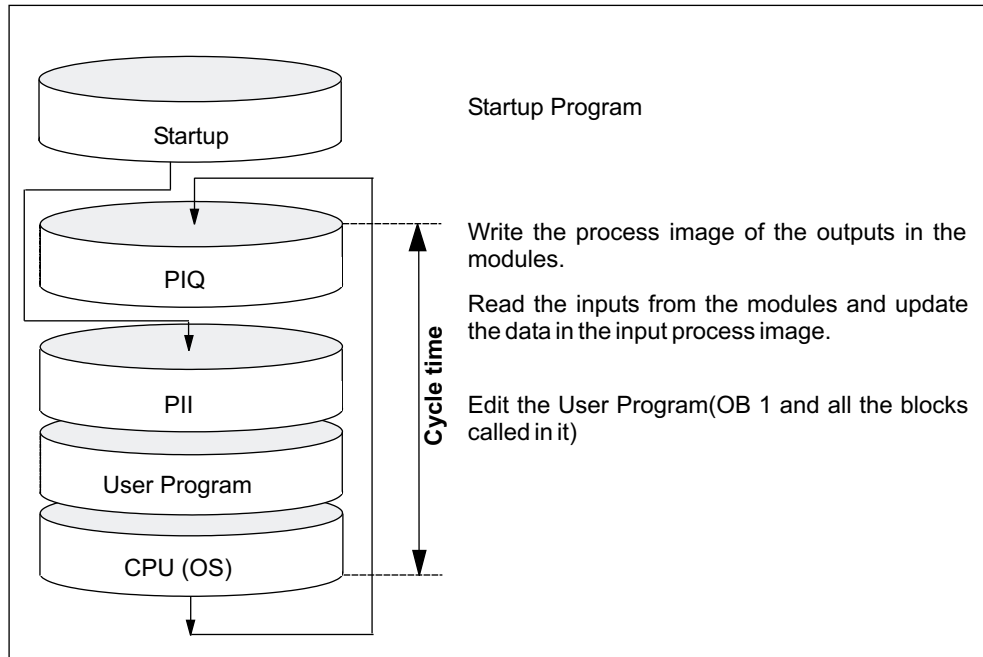 Startup
Startup Program
PIQ
Write the process image of the outputs in the
modules.
Read the inputs from the modules and update
the data in the input process image.
PII
Cycle time
Edit the User Program(OB 1 and all the blocks
called in it)
User Program
CPU (OS)